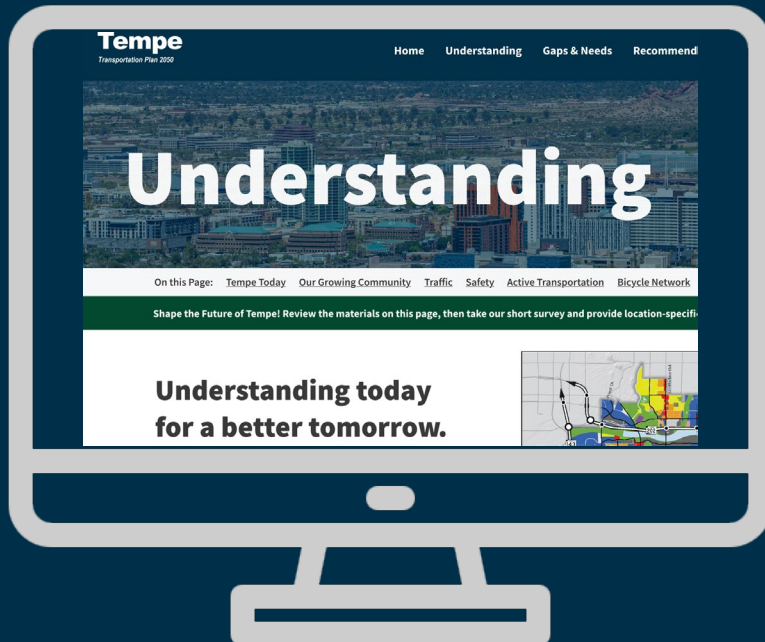 Tempe
Transportation Plan 2050
Home Understanding Gaps & Needs Recommend
Understanding
On this Page: Tempe Today Our Growing Community Traffic Safety Active Transportation Bicycle Network
Shape the Future of Tempe! Review the materials on this page, then take our short survey and provide location-specifi
Understanding today
for a better tomorrow.
202